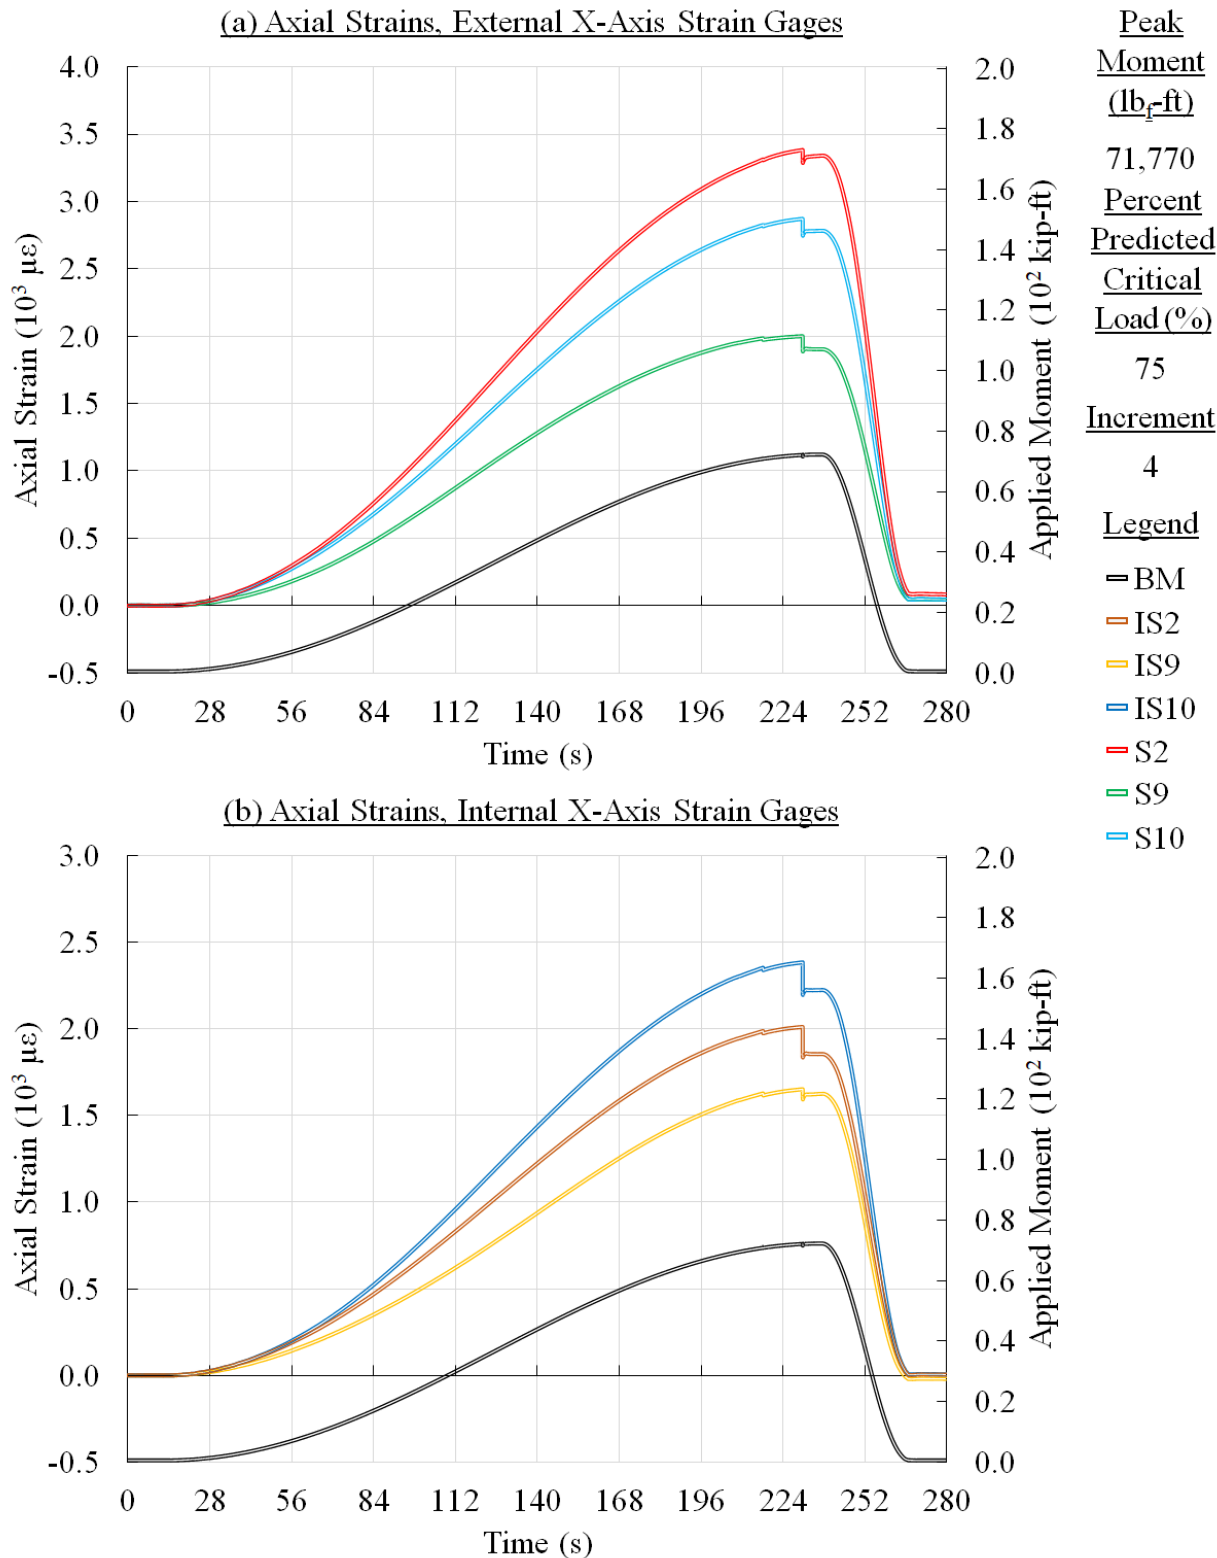 (a) Axial Strains, External X-Axis Strain Gages
4.0
3.5
3.0
2.5
2.0
1.5
1.0
0.5
0.0
-0.5
Axial Strain (10³ µε)
2.0
1.8
1.6
1.4
1.2
1.0
0.8
0.6
0.4
0.2
0.0
Applied Moment (10² kip-ft)
0 28 56 84 112 140 168 196 224 252 280
Time (s)
Peak
Moment
(lb_f-ft)
71,770
Percent
Predicted
Critical
Load (%)
75
Increment
4
Legend
BM
IS2
IS9
IS10
S2
S9
S10
(b) Axial Strains, Internal X-Axis Strain Gages
3.0
2.5
2.0
1.5
1.0
0.5
0.0
-0.5
Axial Strain (10³ µε)
2.0
1.8
1.6
1.4
1.2
1.0
0.8
0.6
0.4
0.2
0.0
Applied Moment (10² kip-ft)
0 28 56 84 112 140 168 196 224 252 280
Time (s)